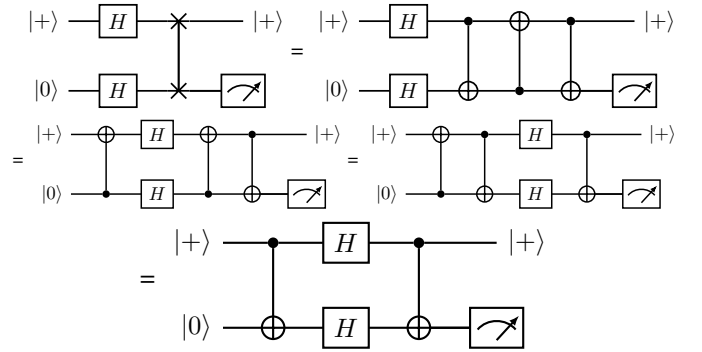 |+⟩ H |+⟩ = |+⟩ H |+⟩
|0⟩ H |0⟩ H
= |+⟩ H |+⟩ = |+⟩ H |+⟩
|0⟩ H |0⟩ H
|+⟩ H |+⟩
=
|0⟩ H